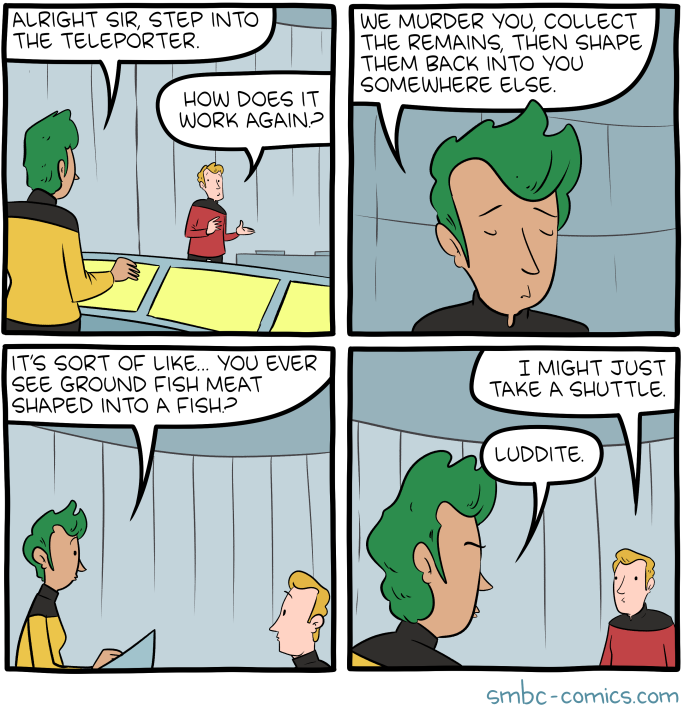 ALRIGHT SIR, STEP INTO
THE TELEPORTER.
HOW DOES IT
WORK AGAIN?
WE MURDER YOU, COLLECT
THE REMAINS, THEN SHAPE
THEM BACK INTO YOU
SOMEWHERE ELSE.
IT'S SORT OF LIKE... YOU EVER
SEE GROUND FISH MEAT
SHAPED INTO A FISH?
I MIGHT JUST
TAKE A SHUTTLE.
LUDDITE.
smbc-comics.com